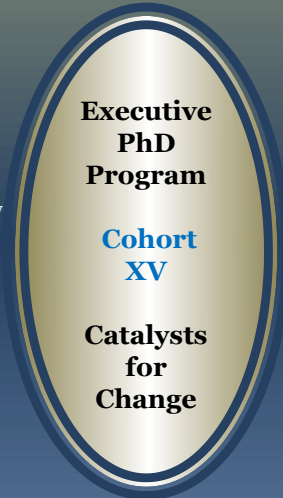 Executive
PhD
Program
Cohort
XV
Catalysts
for
Change